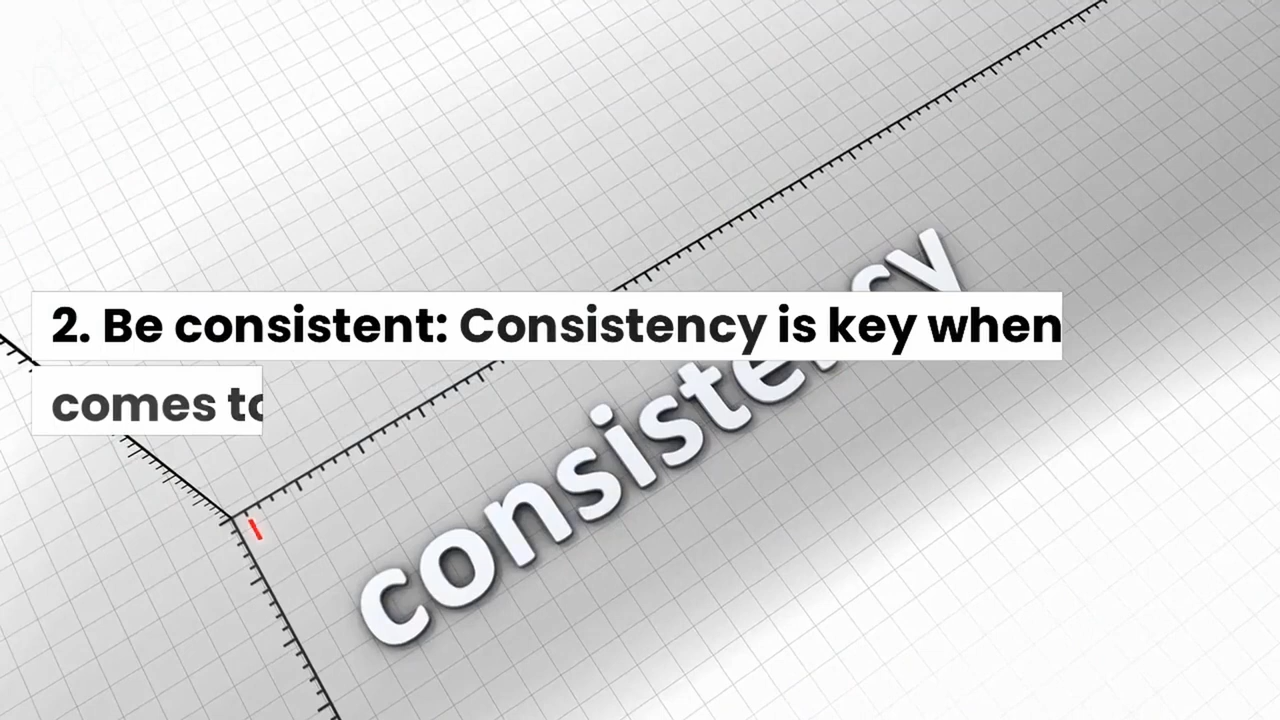 2. Be consistent: Consistency is key when
comes to
consistency